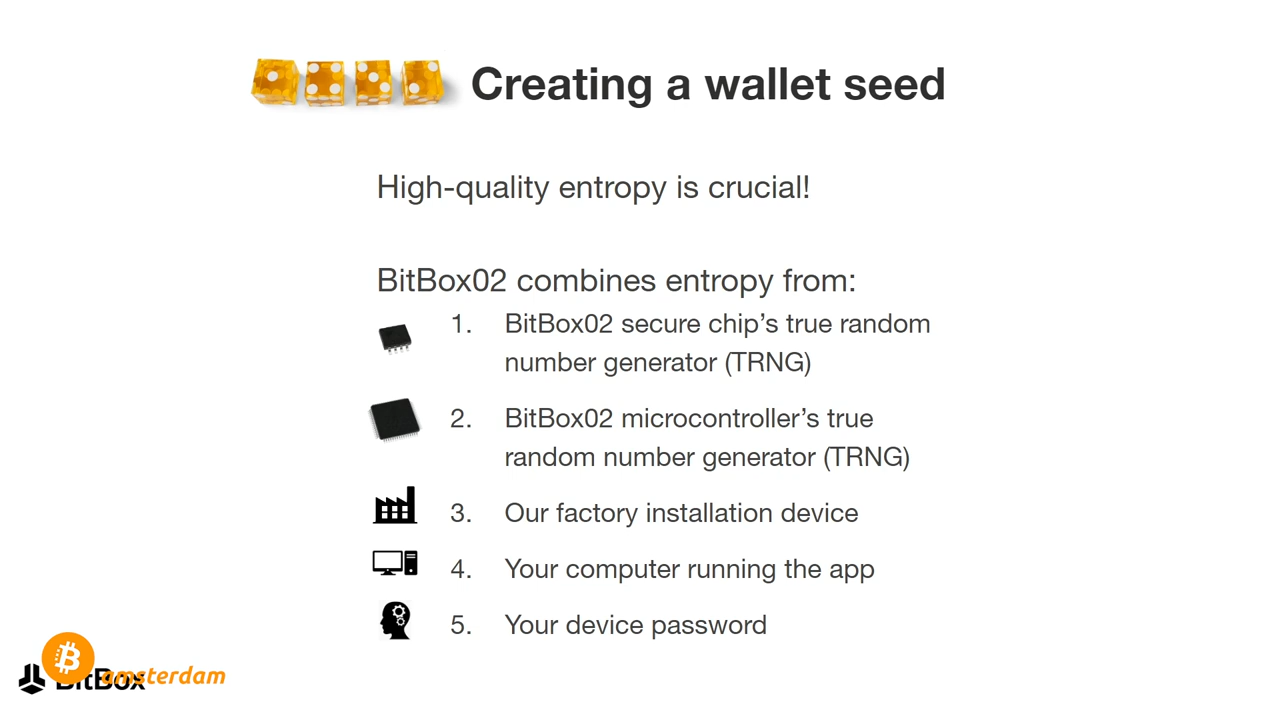 Creating a wallet seed
High-quality entropy is crucial!
BitBox02 combines entropy from:
1. BitBox02 secure chip’s true random
number generator (TRNG)
2. BitBox02 microcontroller’s true
random number generator (TRNG)
3. Our factory installation device
4. Your computer running the app
5. Your device password
BitBox
amsterdam